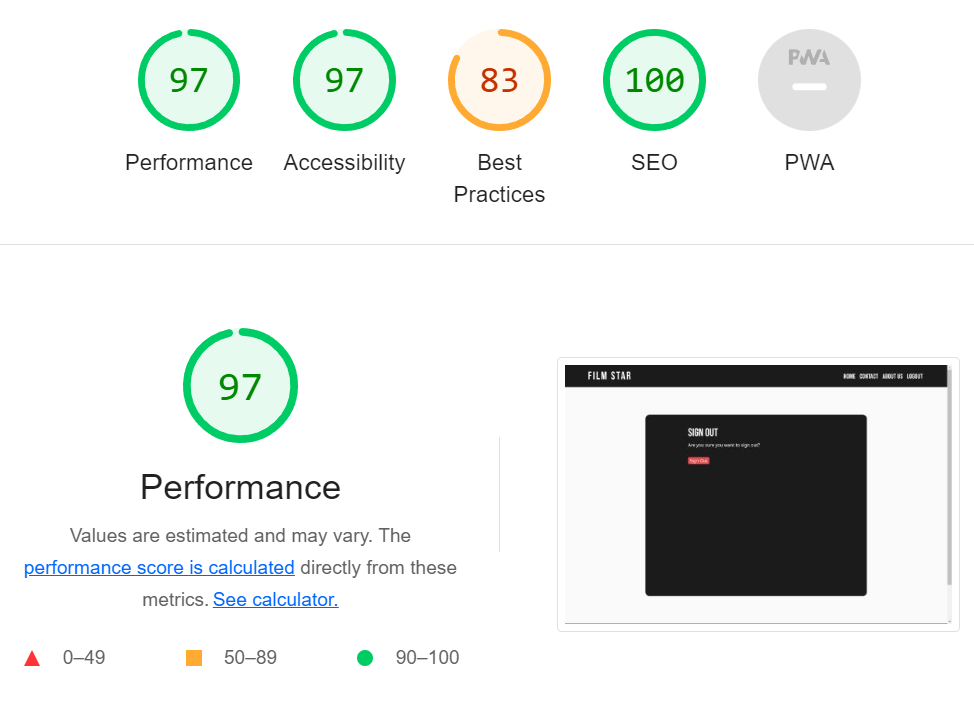 97
97
83
100
PWA
Performance
Accessibility
Best
Practices
SEO
PWA
97
Performance
Values are estimated and may vary. The
performance score is calculated directly from these
metrics. See calculator.
0–49
50–89
90–100
FILM STAR
HOME CONTACT ABOUT US LOGOUT
SIGN OUT
Are you sure you want to sign out?
Sign Out